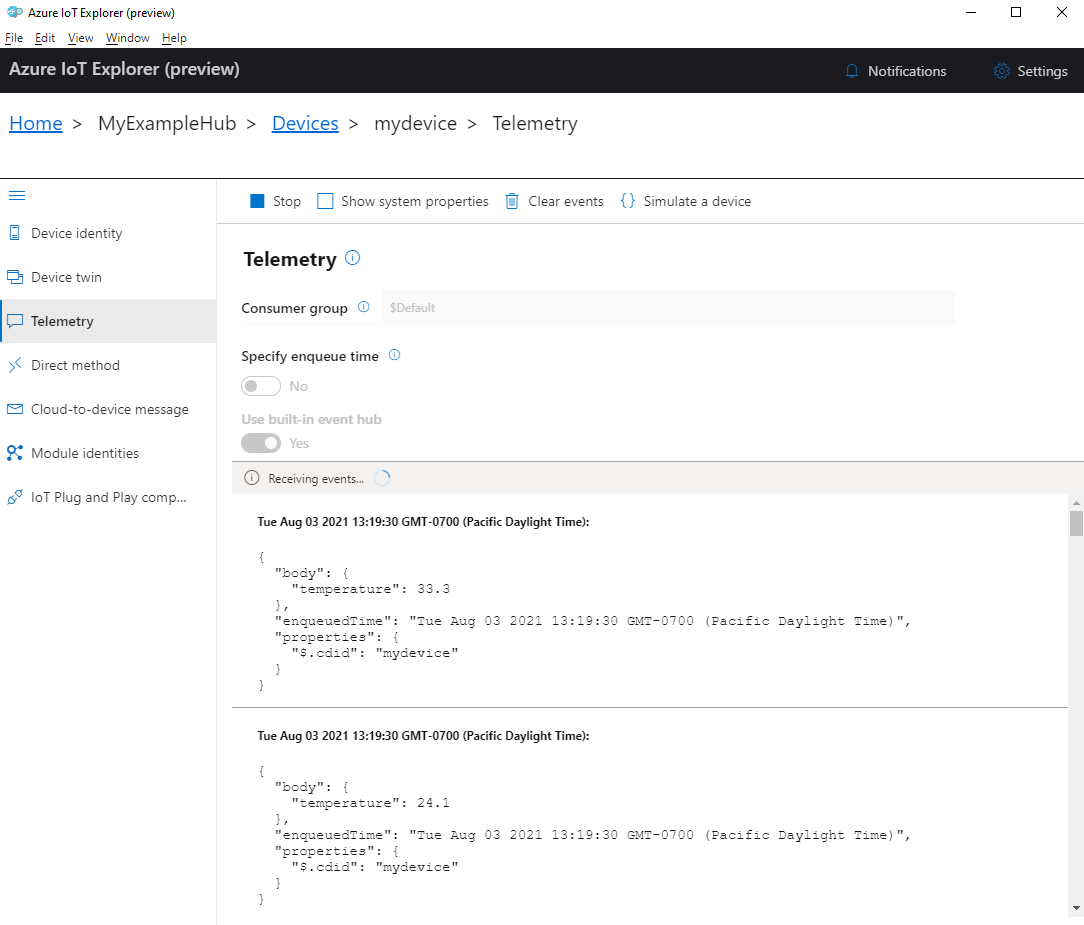 Azure IoT Explorer (preview)
File Edit View Window Help
Azure IoT Explorer (preview)
Notifications
Settings
Home > MyExampleHub > Devices > mydevice > Telemetry
Device identity
Device twin
Telemetry
Direct method
Cloud-to-device message
Module identities
IoT Plug and Play comp...
Stop
Show system properties
Clear events
{} Simulate a device
Telemetry
Consumer group
$Default
Specify enqueue time
No
Use built-in event hub
Yes
Receiving events...
Tue Aug 03 2021 13:19:30 GMT-0700 (Pacific Daylight Time):
{
"body": {
"temperature": 33.3
},
"enqueuedTime": "Tue Aug 03 2021 13:19:30 GMT-0700 (Pacific Daylight Time)",
"properties": {
"$.cdid": "mydevice"
}
}
Tue Aug 03 2021 13:19:30 GMT-0700 (Pacific Daylight Time):
{
"body": {
"temperature": 24.1
},
"enqueuedTime": "Tue Aug 03 2021 13:19:30 GMT-0700 (Pacific Daylight Time)",
"properties": {
"$.cdid": "mydevice"
}
}